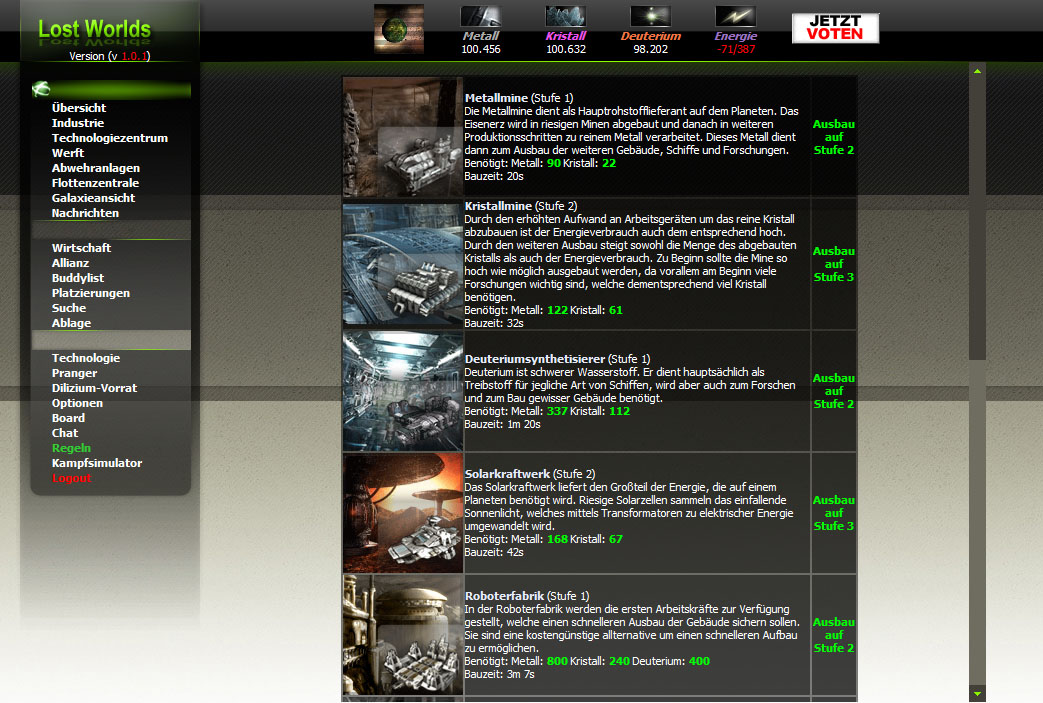 Lost Worlds
Version (v 1.0.1)
Metall
100.456
Kristall
100.632
Deuterium
98.202
Energie
-71/387
JETZT
VOTEN
Übersicht
Industrie
Technologiezentrum
Werft
Abwehranlagen
Flottenzentrale
Galaxieansicht
Nachrichten
Wirtschaft
Allianz
Buddylist
Platzierungen
Suche
Ablage
Technologie
Pranger
Dilizium-Vorrat
Optionen
Board
Chat
Regeln
Kampfsimulator
Logout
Metallmine (Stufe 1)
Die Metallmine dient als Hauptrohstofflieferant auf dem Planeten. Das
Eisenerz wird in riesigen Minen abgebaut und danach in weiteren
Produktionsschritten zu reinem Metall verarbeitet. Dieses Metall dient
dann zum Ausbau der weiteren Gebäude, Schiffe und Forschungen.
Benötigt: Metall: 90 Kristall: 22
Bauzeit: 20s
Ausbau
auf
Stufe 2
Kristallmine (Stufe 2)
Durch den erhöhten Aufwand an Arbeitsgeräten um das reine Kristall
abzubauen ist der Energieverbrauch auch dem entsprechend hoch.
Durch den weiteren Ausbau steigt sowohl die Menge des abgebauten
Kristalls als auch der Energieverbrauch. Zu Beginn sollte die Mine so
hoch wie möglich ausgebaut werden, da vorallem am Beginn viele
Forschungen wichtig sind, welche dementsprechend viel Kristall
benötigen.
Benötigt: Metall: 122 Kristall: 61
Bauzeit: 32s
Ausbau
auf
Stufe 3
Deuteriumsynthetisierer (Stufe 1)
Deuterium ist schwerer Wasserstoff. Er dient hauptsächlich als
Treibstoff für jegliche Art von Schiffen, wird aber auch zum Forschen
und zum Bau gewisser Gebäude benötigt.
Benötigt: Metall: 337 Kristall: 112
Bauzeit: 1m 20s
Ausbau
auf
Stufe 2
Solarkraftwerk (Stufe 2)
Das Solarkraftwerk liefert den Großteil der Energie, die auf einem
Planeten benötigt wird. Riesige Solarzellen sammeln das einfallende
Sonnenlicht, welches mittels Transformatoren zu elektrischer Energie
umgewandelt wird.
Benötigt: Metall: 168 Kristall: 67
Bauzeit: 42s
Ausbau
auf
Stufe 3
Roboterfabrik (Stufe 1)
In der Roboterfabrik werden die ersten Arbeitskräfte zur Verfügung
gestellt, welche einen schnelleren Ausbau der Gebäude sichern sollen.
Sie sind eine kostengünstige allternative um einen schnelleren Aufbau
zu ermöglichen.
Benötigt: Metall: 800 Kristall: 240 Deuterium: 400
Bauzeit: 3m 7s
Ausbau
auf
Stufe 2